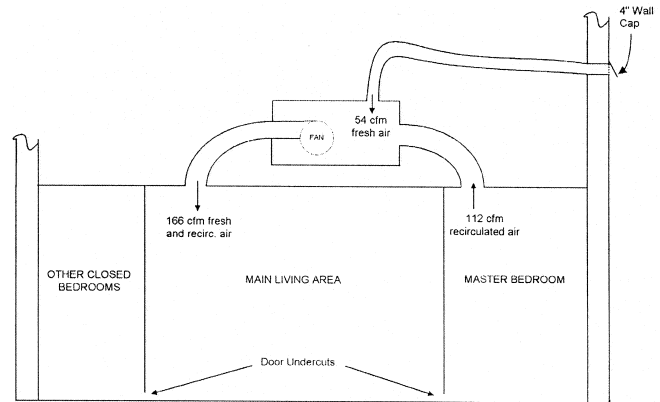 4" Wall
Cap
54 cfm
fresh air
FAN
166 cfm fresh
and recirc. air
112 cfm
recirculated air
OTHER CLOSED
BEDROOMS
MAIN LIVING AREA
MASTER BEDROOM
Door Undercuts